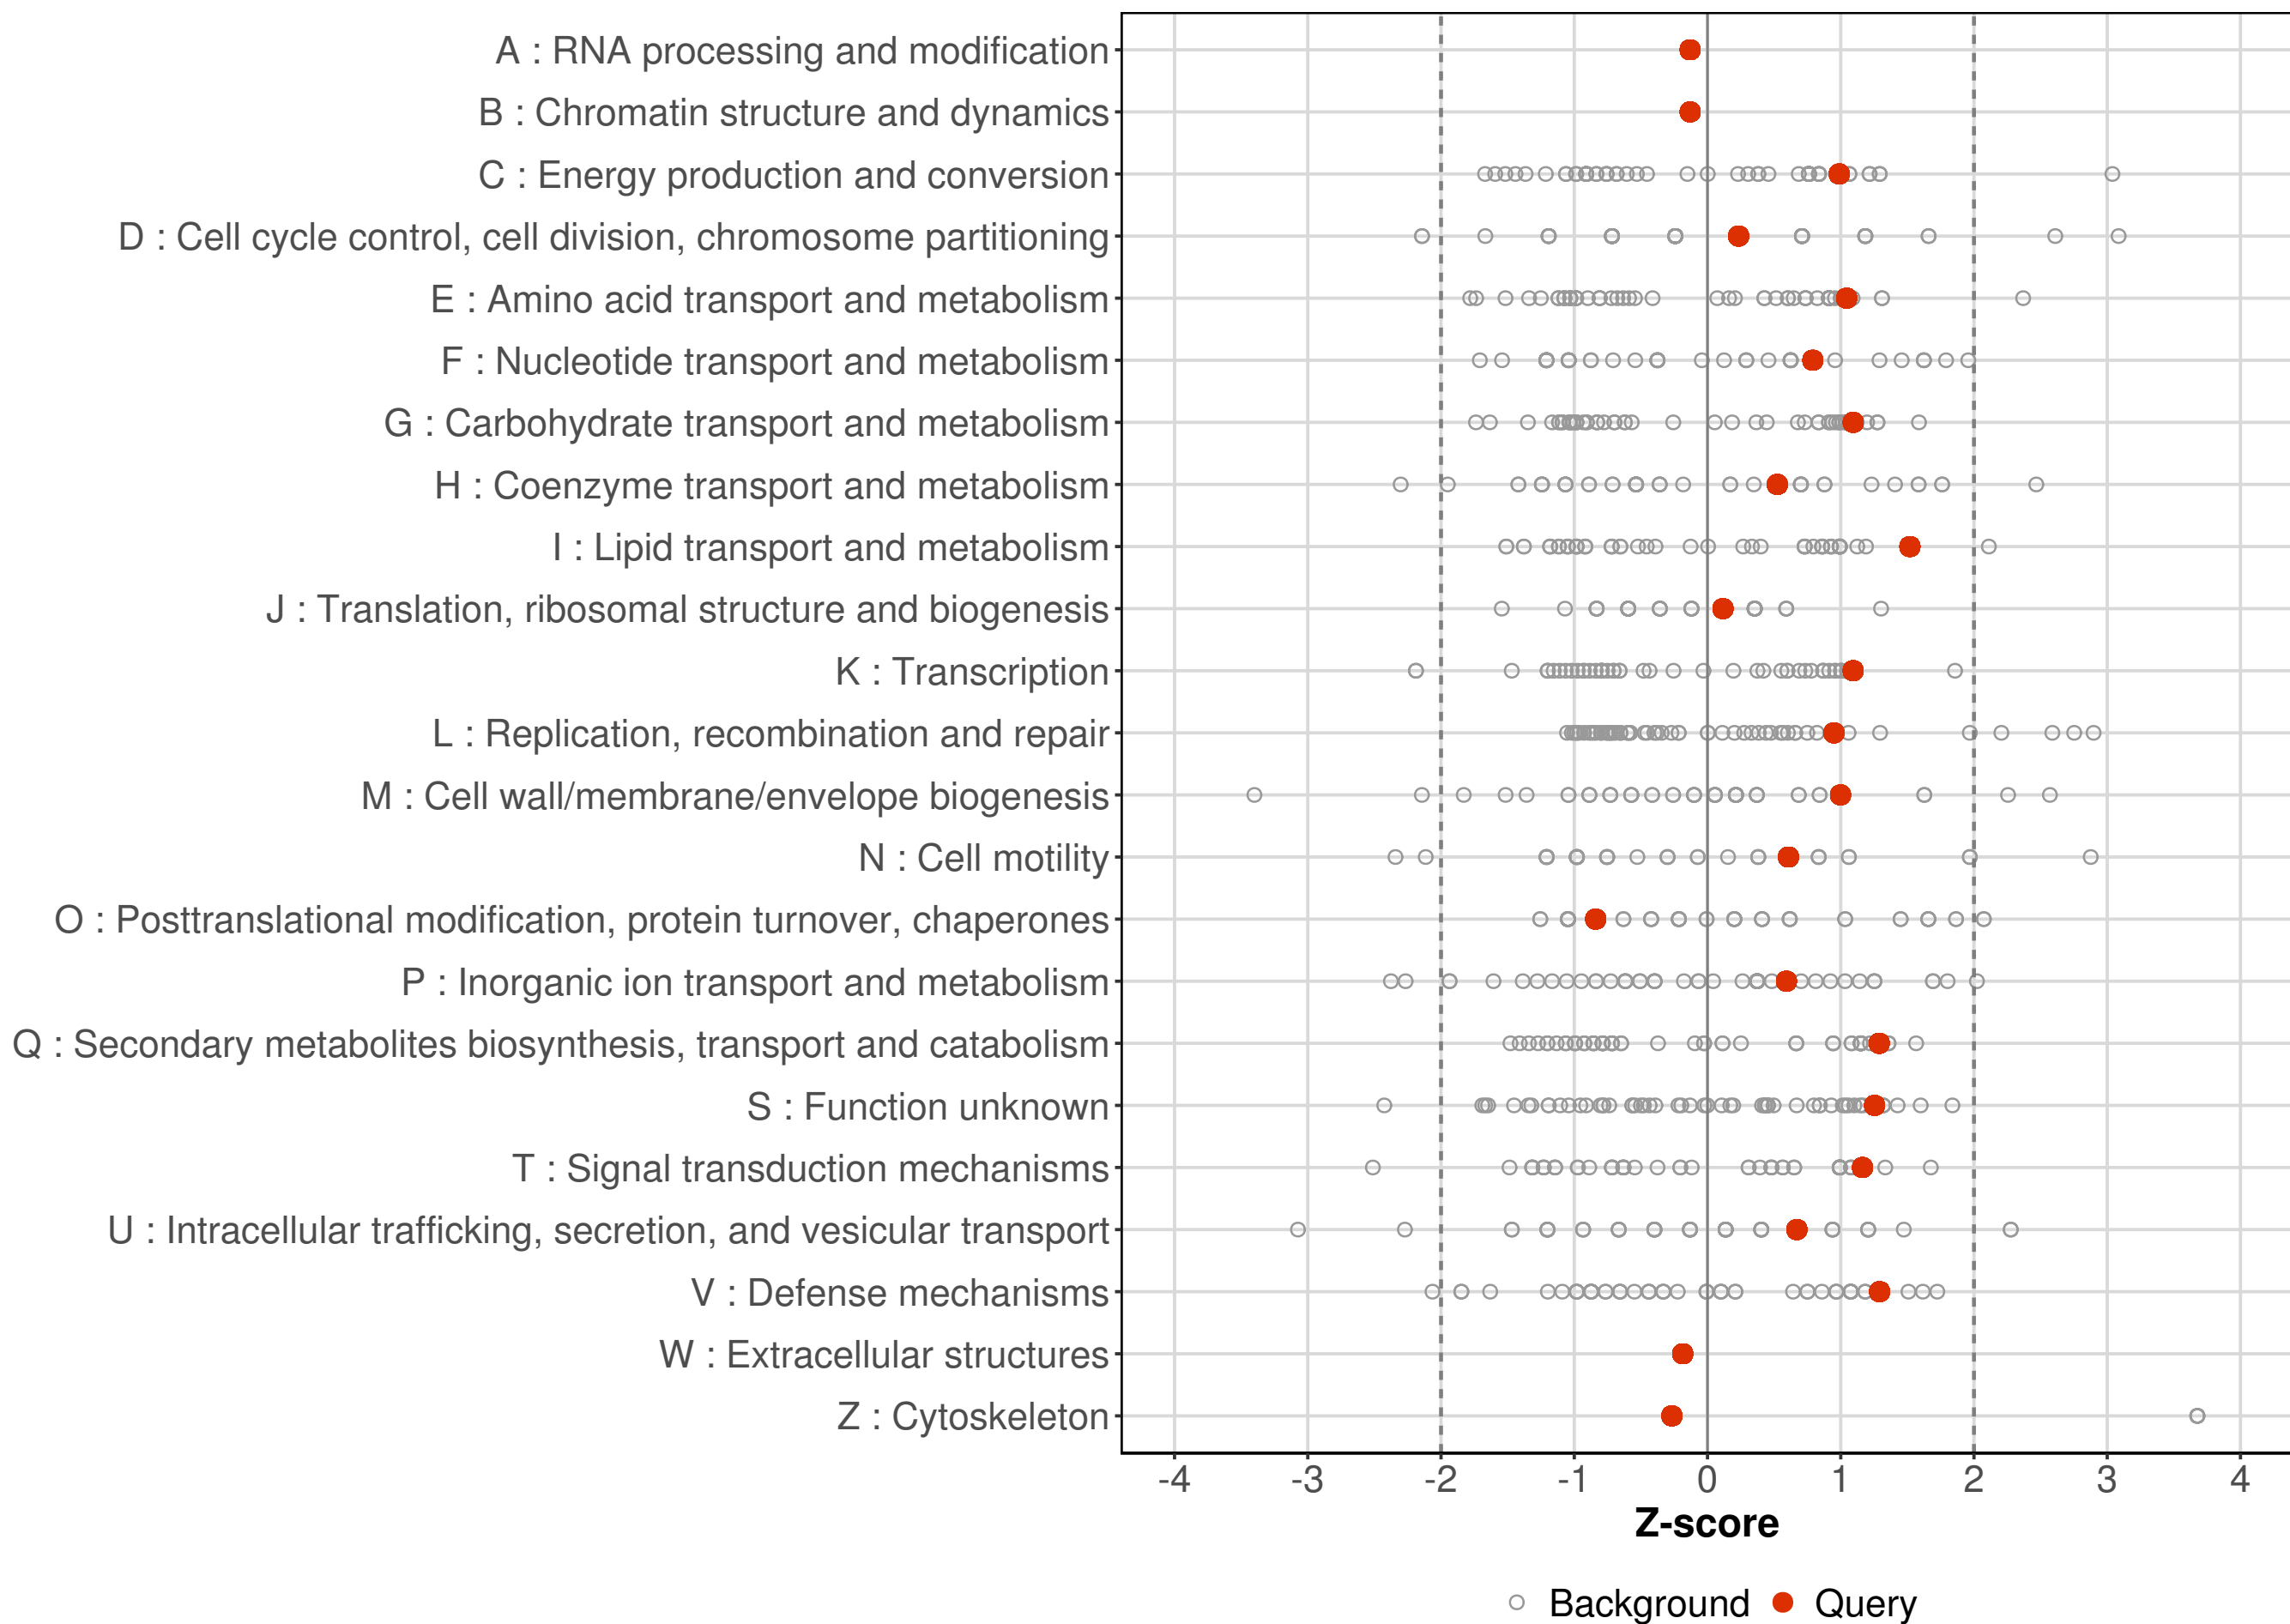 A : RNA processing and modification
B : Chromatin structure and dynamics
C : Energy production and conversion
D : Cell cycle control, cell division, chromosome partitioning
E : Amino acid transport and metabolism
F : Nucleotide transport and metabolism
G : Carbohydrate transport and metabolism
H : Coenzyme transport and metabolism
I : Lipid transport and metabolism
J : Translation, ribosomal structure and biogenesis
K : Transcription
L : Replication, recombination and repair
M : Cell wall/membrane/envelope biogenesis
N : Cell motility
O : Posttranslational modification, protein turnover, chaperones
P : Inorganic ion transport and metabolism
Q : Secondary metabolites biosynthesis, transport and catabolism
S : Function unknown
T : Signal transduction mechanisms
U : Intracellular trafficking, secretion, and vesicular transport
V : Defense mechanisms
W : Extracellular structures
Z : Cytoskeleton
-4 -3 -2 -1 0 1 2 3 4
Z-score
Background Query